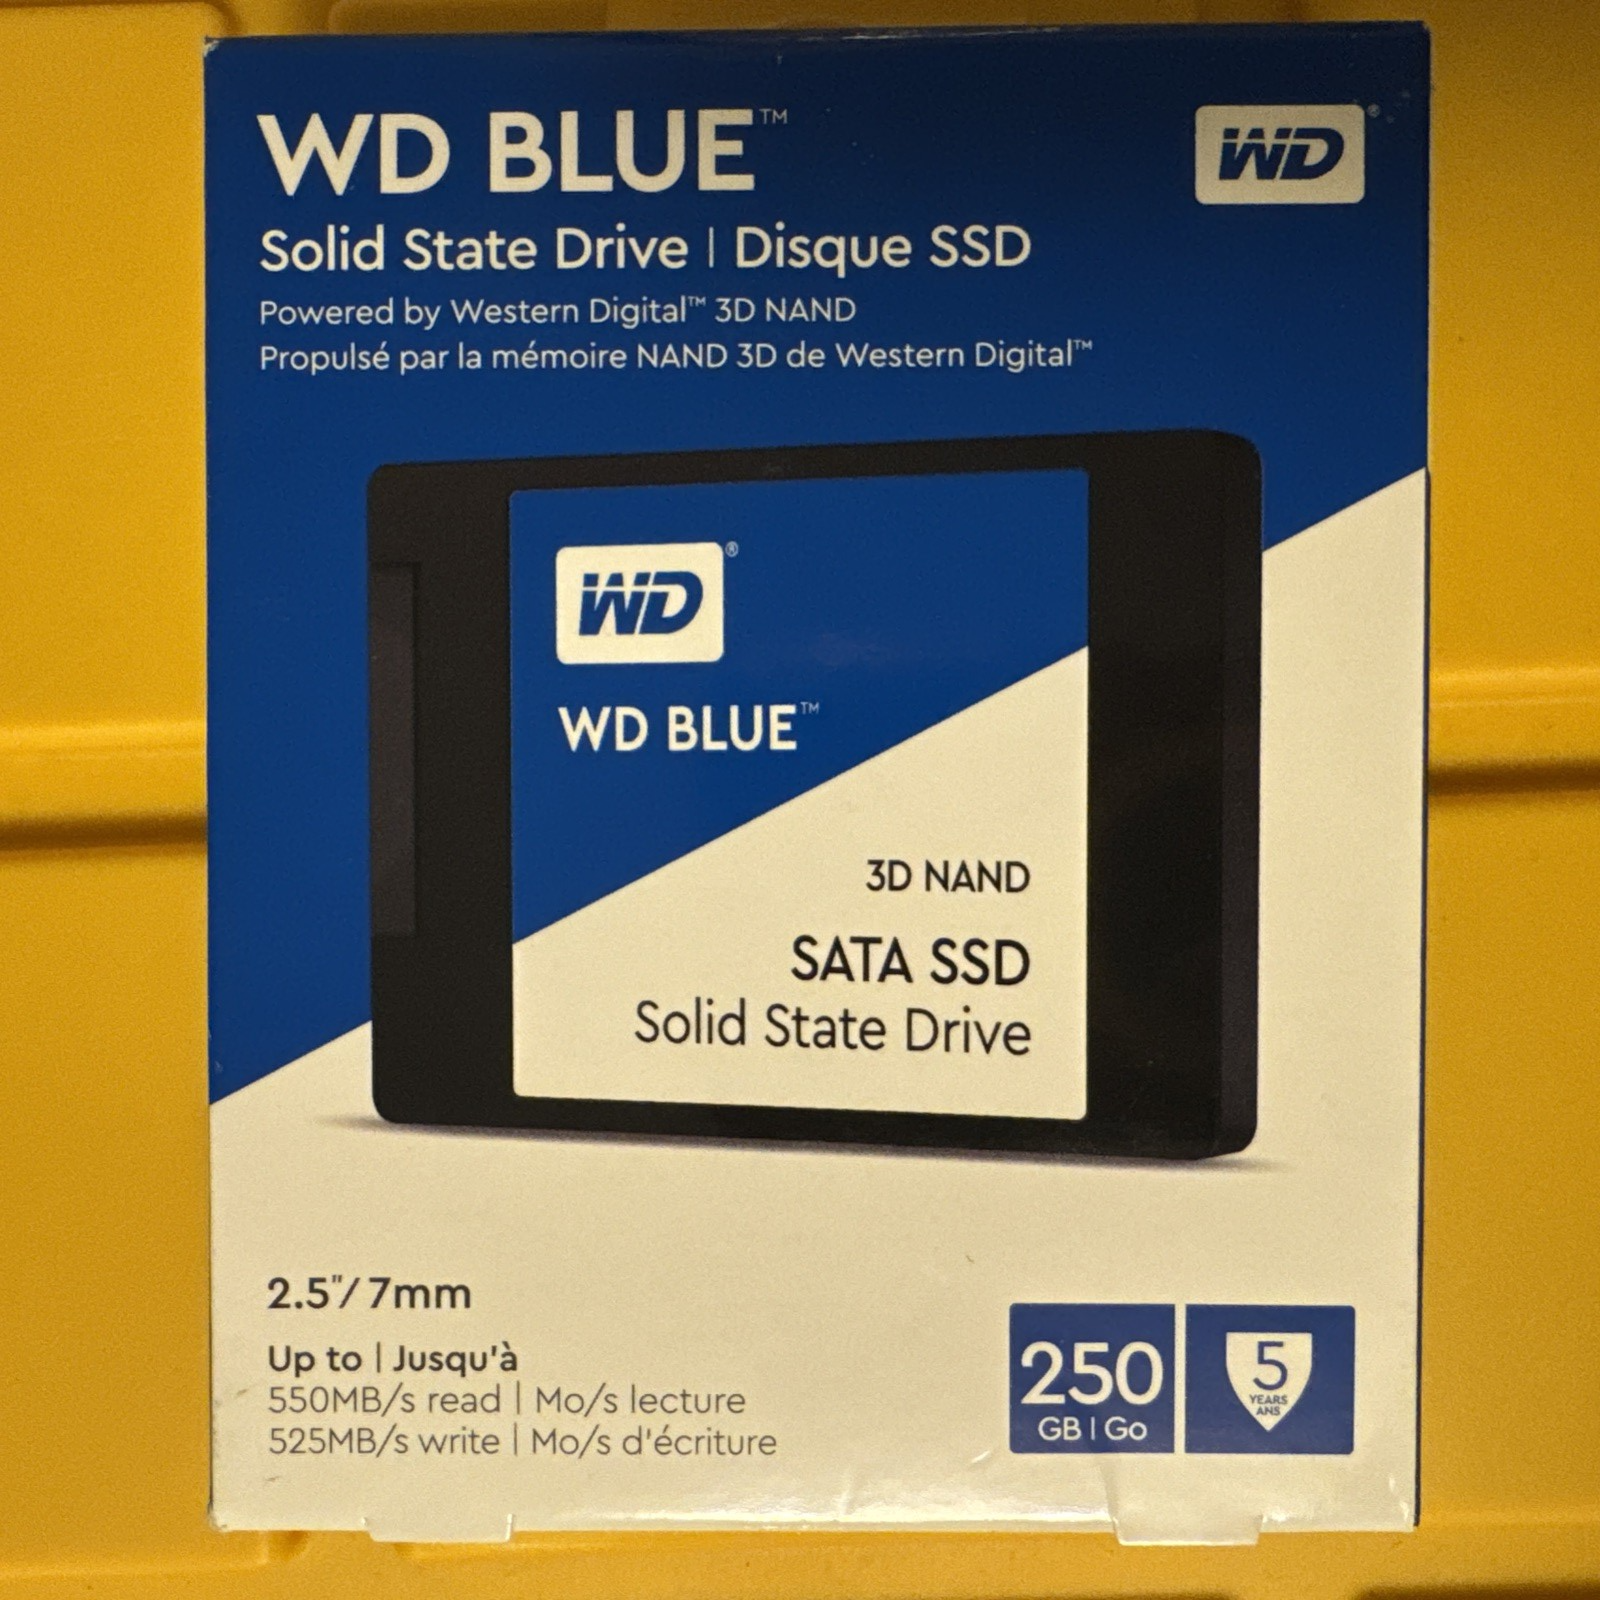 WD BLUE™
WD®
Solid State Drive | Disque SSD
Powered by Western Digital™ 3D NAND
Propulsé par la mémoire NAND 3D de Western Digital™
WD®
WD BLUE™
3D NAND
SATA SSD
Solid State Drive
2.5"/7mm
Up to | Jusqu'à
550MB/s read | Mo/s lecture
525MB/s write | Mo/s d'écriture
250
GB | Go
5
YEARS
ANS